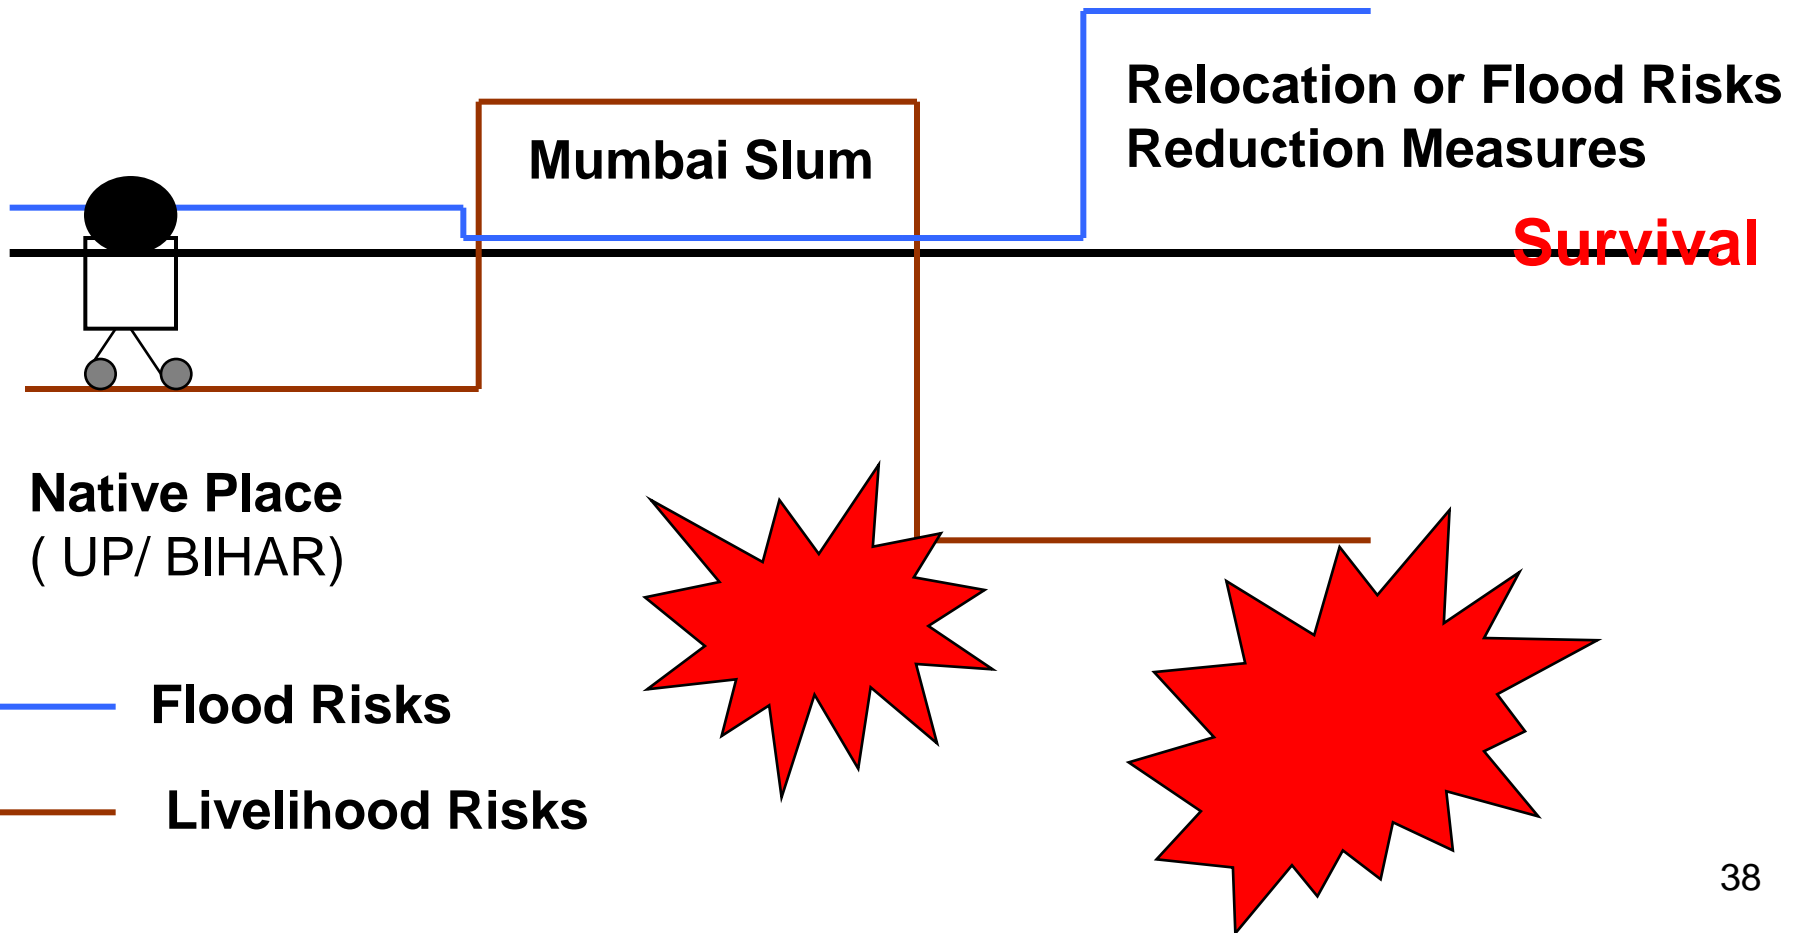 Relocation or Flood Risks
Reduction Measures
Mumbai Slum
Survival
Native Place
( UP/ BIHAR)
Flood Risks
Livelihood Risks
38